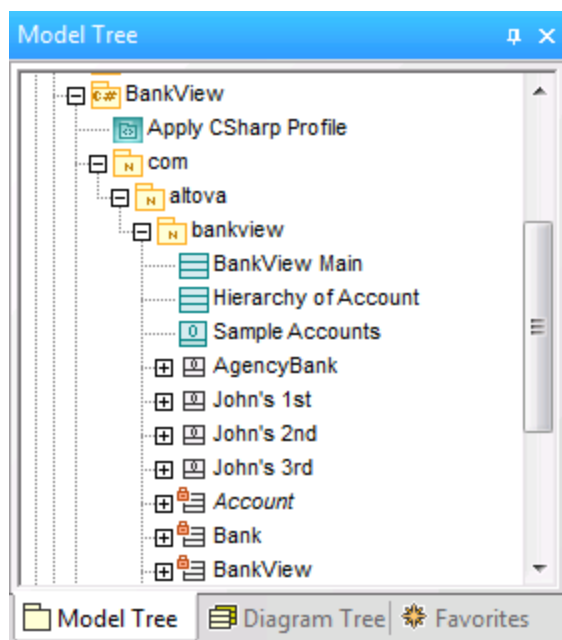 Model Tree
BankView
Apply CSharp Profile
com
altova
bankview
BankView Main
Hierarchy of Account
Sample Accounts
AgencyBank
John's 1st
John's 2nd
John's 3rd
Account
Bank
BankView
Model Tree Diagram Tree Favorites